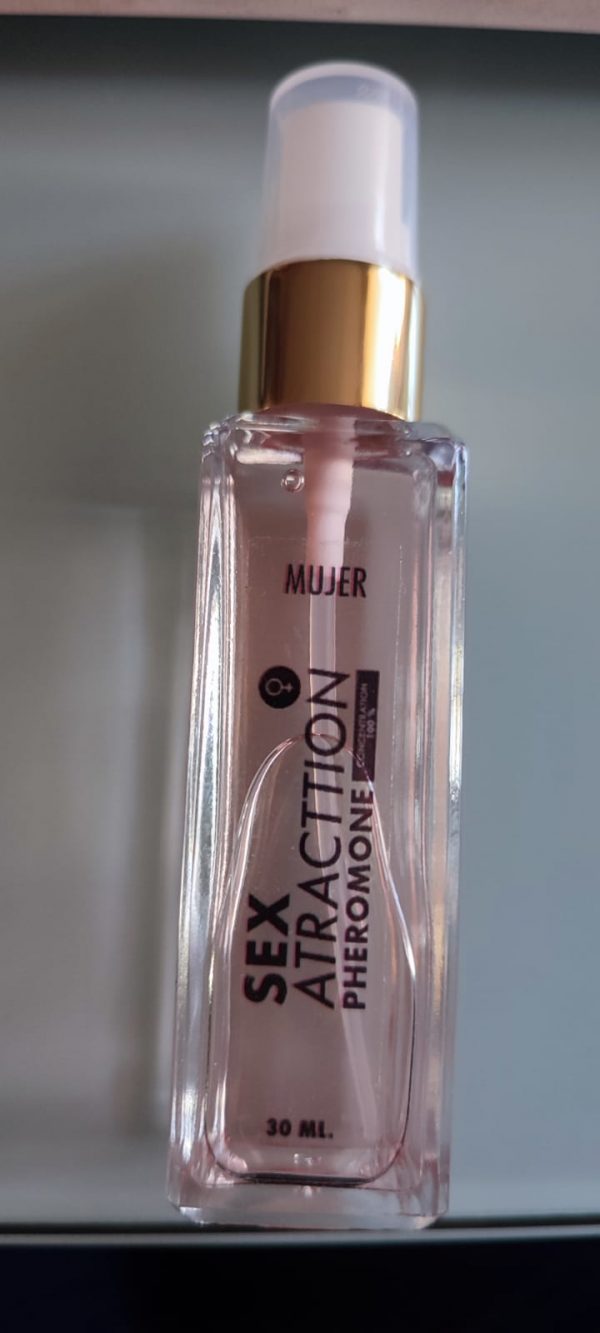 MUJER
SEX
ATRACTTION
PHEROMONE
CONCENTRATION
100 %
30 ML.